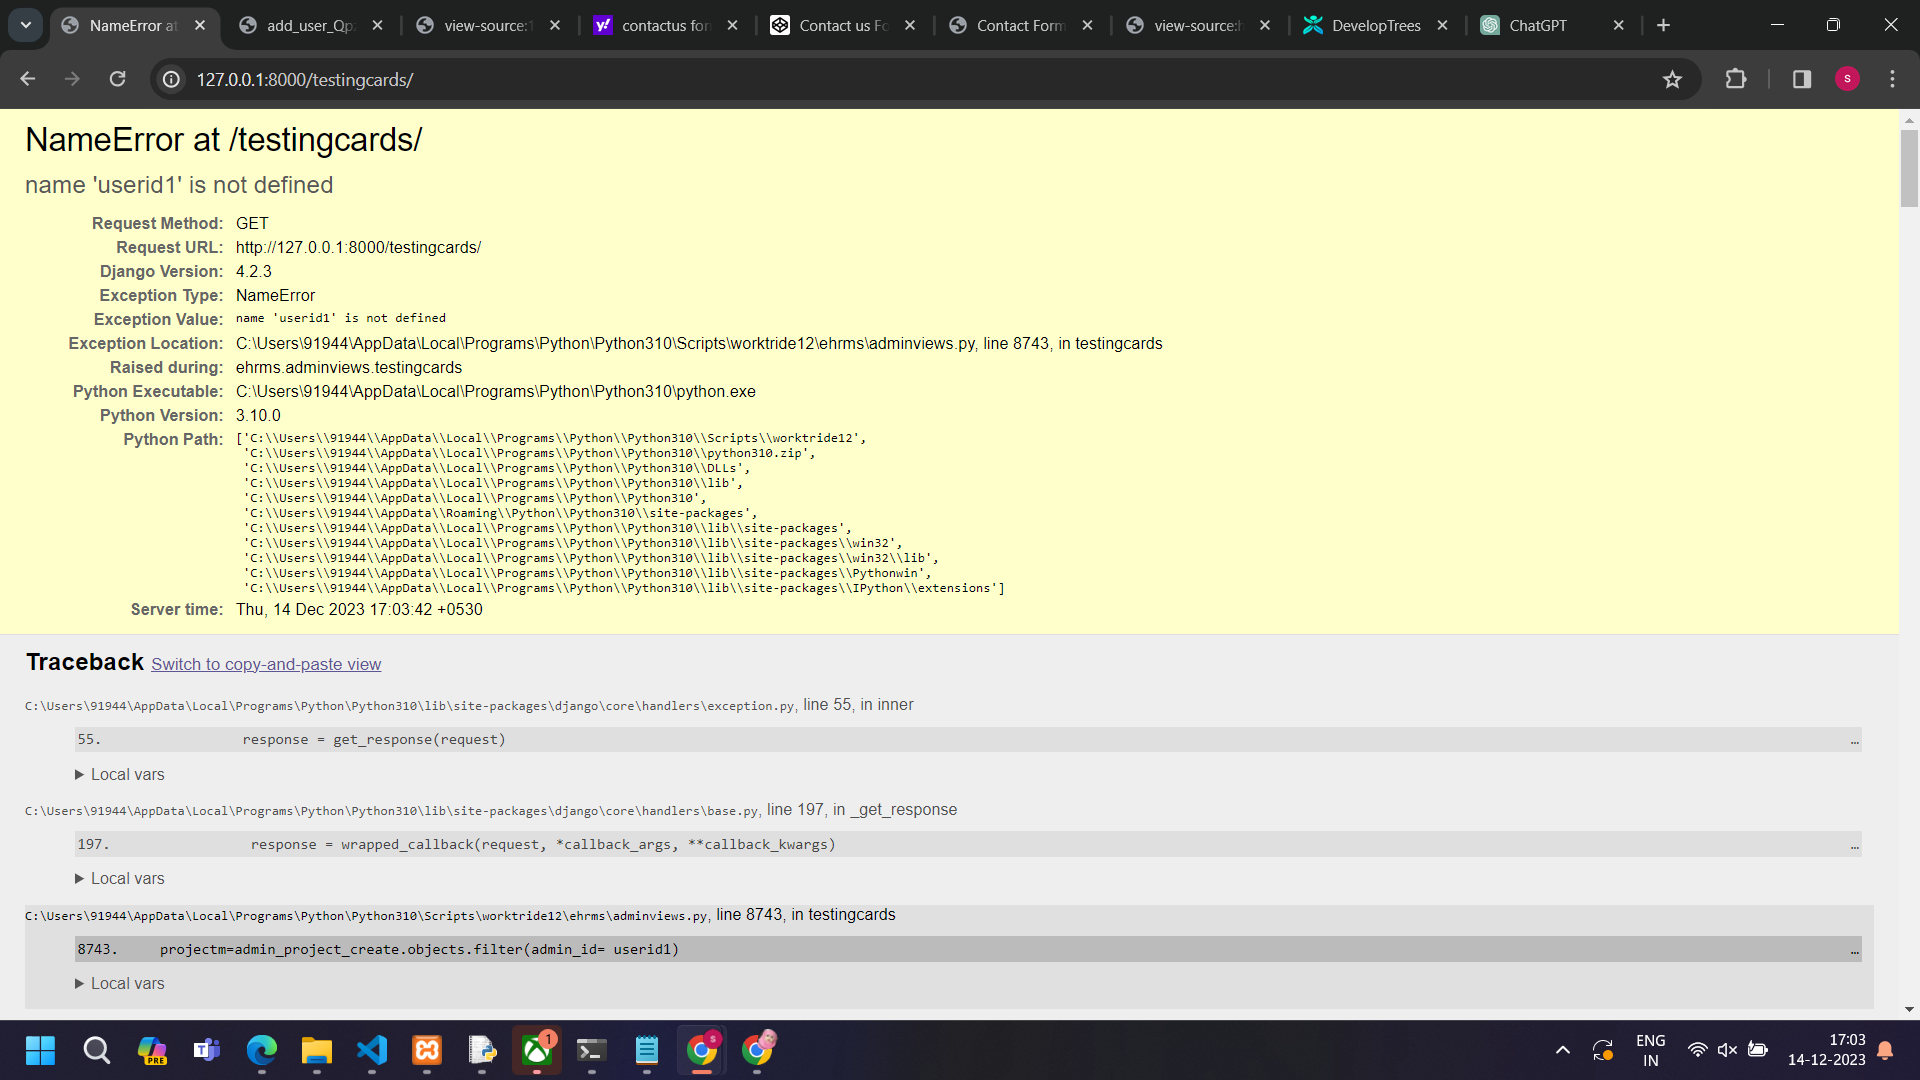 NameError at
add_user_Qp
view-source:1
contactus for
Contact us Fo
Contact Form
view-source:h
DevelopTrees
ChatGPT
127.0.0.1:8000/testingcards/
s
NameError at /testingcards/
name 'userid1' is not defined
Request Method: GET
Request URL: http://127.0.0.1:8000/testingcards/
Django Version: 4.2.3
Exception Type: NameError
Exception Value: name 'userid1' is not defined
Exception Location: C:\Users\91944\AppData\Local\Programs\Python\Python310\Scripts\worktride12\ehrms\adminviews.py, line 8743, in testingcards
Raised during: ehrms.adminviews.testingcards
Python Executable: C:\Users\91944\AppData\Local\Programs\Python\Python310\python.exe
Python Version: 3.10.0
Python Path: ['C:\\Users\\91944\\AppData\\Local\\Programs\\Python\\Python310\\Scripts\\worktride12',
'C:\\Users\\91944\\AppData\\Local\\Programs\\Python\\Python310\\python310.zip',
'C:\\Users\\91944\\AppData\\Local\\Programs\\Python\\Python310\\DLLs',
'C:\\Users\\91944\\AppData\\Local\\Programs\\Python\\Python310\\lib',
'C:\\Users\\91944\\AppData\\Local\\Programs\\Python\\Python310',
'C:\\Users\\91944\\AppData\\Roaming\\Python\\Python310\\site-packages',
'C:\\Users\\91944\\AppData\\Local\\Programs\\Python\\Python310\\lib\\site-packages',
'C:\\Users\\91944\\AppData\\Local\\Programs\\Python\\Python310\\lib\\site-packages\\win32',
'C:\\Users\\91944\\AppData\\Local\\Programs\\Python\\Python310\\lib\\site-packages\\win32\\lib',
'C:\\Users\\91944\\AppData\\Local\\Programs\\Python\\Python310\\lib\\site-packages\\Pythonwin',
'C:\\Users\\91944\\AppData\\Local\\Programs\\Python\\Python310\\lib\\site-packages\\IPython\\extensions']
Server time: Thu, 14 Dec 2023 17:03:42 +0530
Traceback Switch to copy-and-paste view
C:\Users\91944\AppData\Local\Programs\Python\Python310\lib\site-packages\django\core\handlers\exception.py, line 55, in inner
55. response = get_response(request) …
Local vars
C:\Users\91944\AppData\Local\Programs\Python\Python310\lib\site-packages\django\core\handlers\base.py, line 197, in _get_response
197. response = wrapped_callback(request, *callback_args, **callback_kwargs) …
Local vars
C:\Users\91944\AppData\Local\Programs\Python\Python310\Scripts\worktride12\ehrms\adminviews.py, line 8743, in testingcards
8743. projectm=admin_project_create.objects.filter(admin_id= userid1) …
Local vars
PRE
1
s
ENG
IN
17:03
14-12-2023